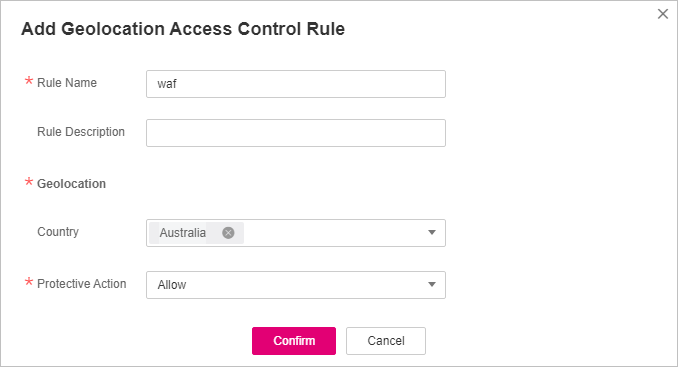 Add Geolocation Access Control Rule
* Rule Name waf
Rule Description
* Geolocation
Country Australia
* Protective Action Allow
Confirm Cancel